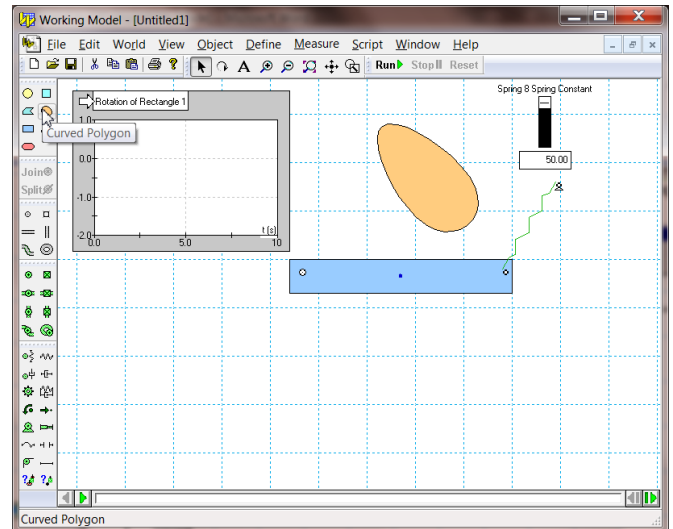 Working Model - [Untitled1]
File Edit World View Object Define Measure Script Window Help
A Run Stop Reset
Rotation of Rectangle 1
Spring 8 Spring Constant
1.0
Curved Polygon
50.00
0.0
Join
Split
-1.0
-2.0
t (s)
0.0 5.0 10
Curved Polygon